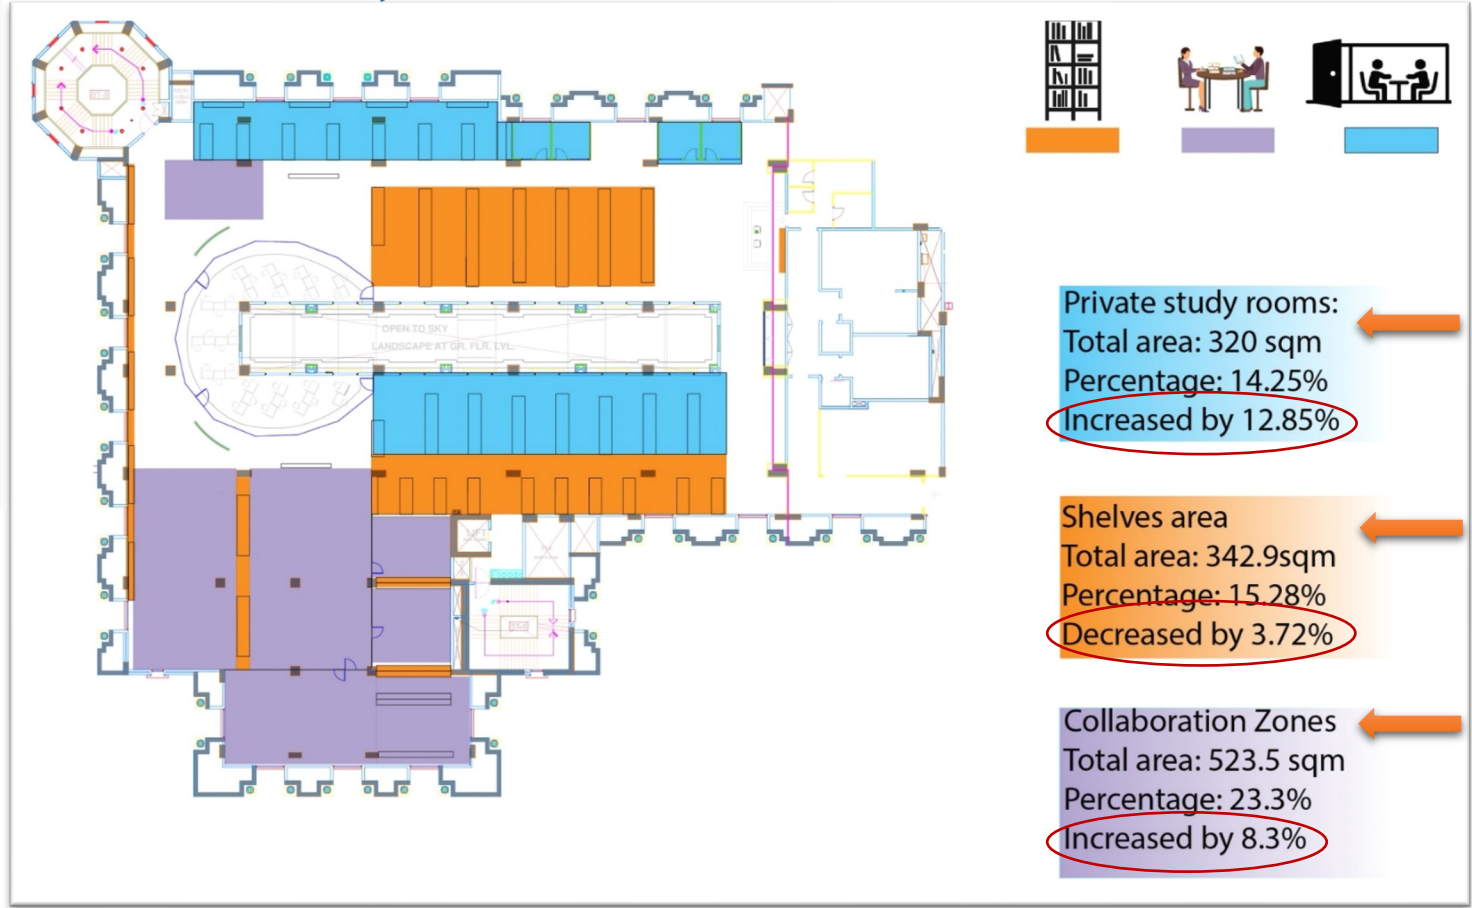 OPEN TO SKY
LANDSCAPE AT GR. FLR. LVL.
Private study rooms:
Total area: 320 sqm
Percentage: 14.25%
Increased by 12.85%
Shelves area
Total area: 342.9sqm
Percentage: 15.28%
Decreased by 3.72%
Collaboration Zones
Total area: 523.5 sqm
Percentage: 23.3%
Increased by 8.3%